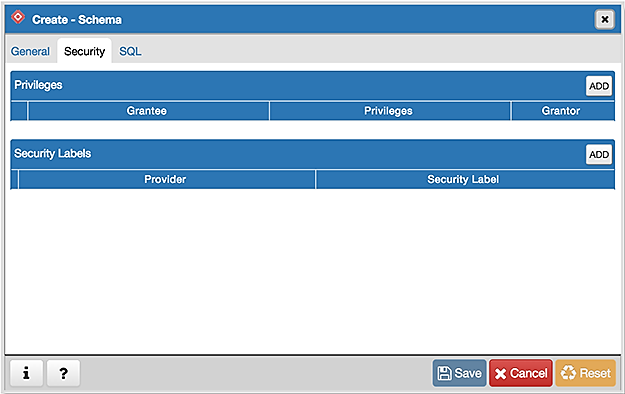 Create - Schema
General Security SQL
Privileges ADD
Grantee Privileges Grantor
Security Labels ADD
Provider Security Label
i ? Save Cancel Reset